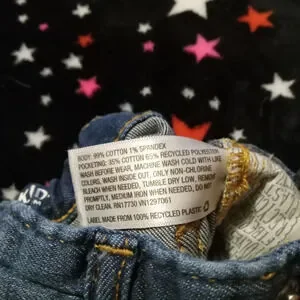 BODY: 99% COTTON 1% SPANDEX
POCKETING: 35% COTTON 65% RECYCLED POLYESTER
BEFORE WEAR, MACHINE WASH COLD WITH LIKE
COLORS, WASH INSIDE OUT, ONLY NON-CHLORINE
BLEACH WHEN NEEDED, TUMBLE DRY LOW, REMOVE
PROMPTLY, MEDIUM IRON WHEN NEEDED, DO NOT
DRY CLEAN. RN17730 VN1297061
LABEL MADE FROM 100% RECYCLED PLASTIC